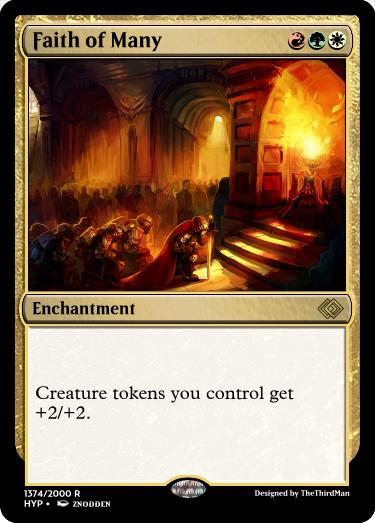 Faith of Many
Enchantment
Creature tokens you control get
+2/+2.
1374/2000 R
Designed by TheThirdMan
HYP • ZNODDEN